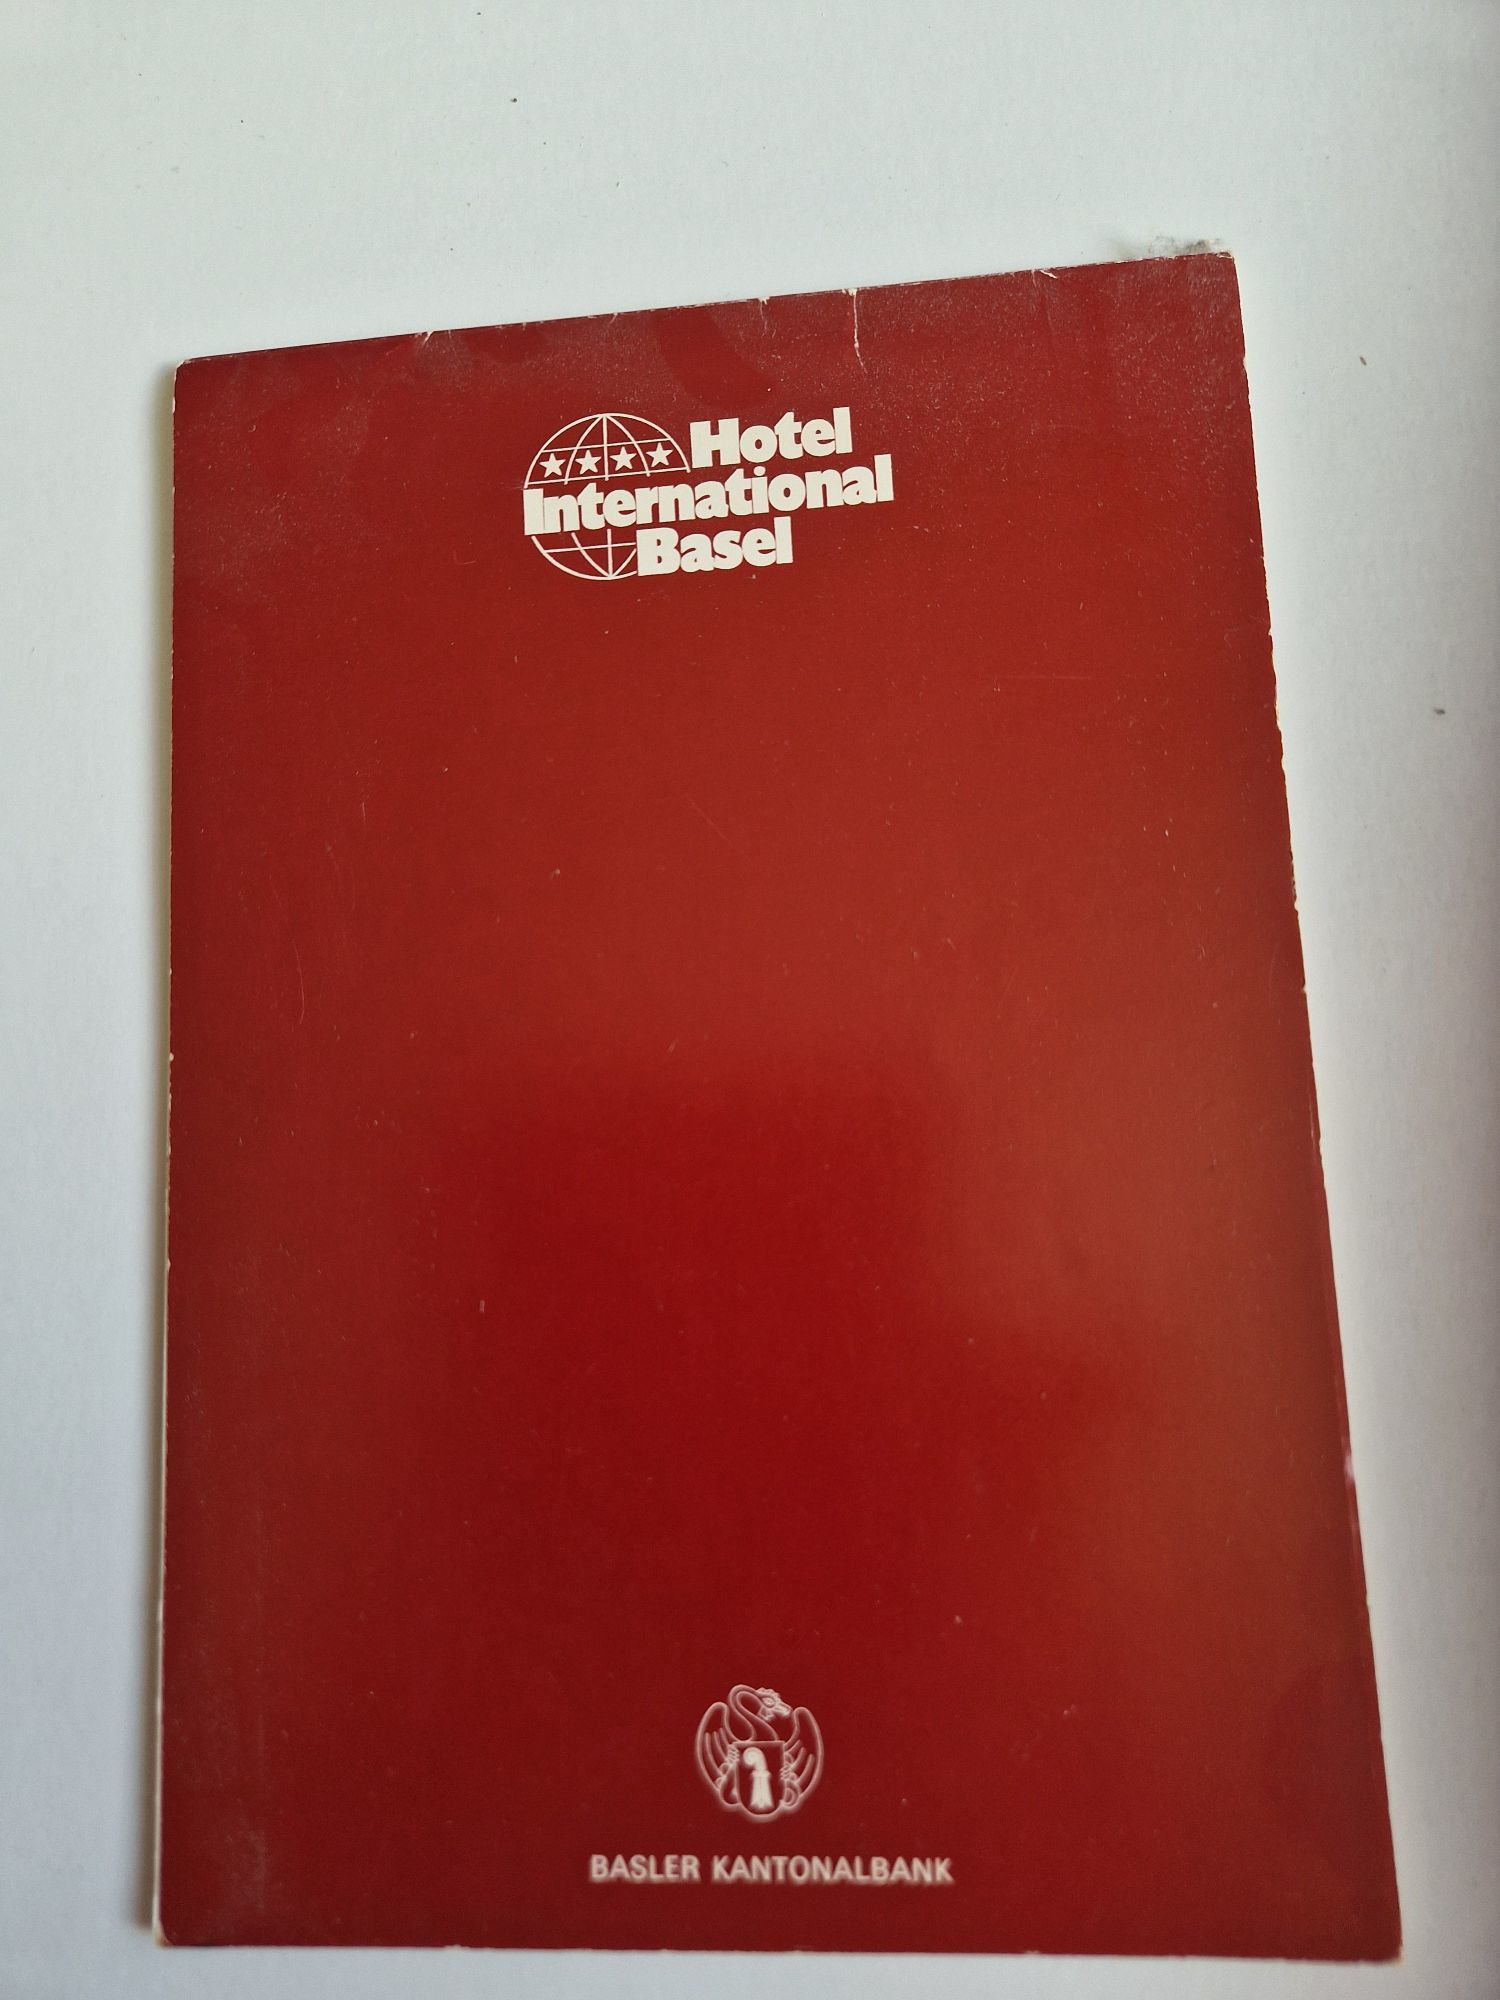 Hotel
International
Basel
BASLER KANTONALBANK